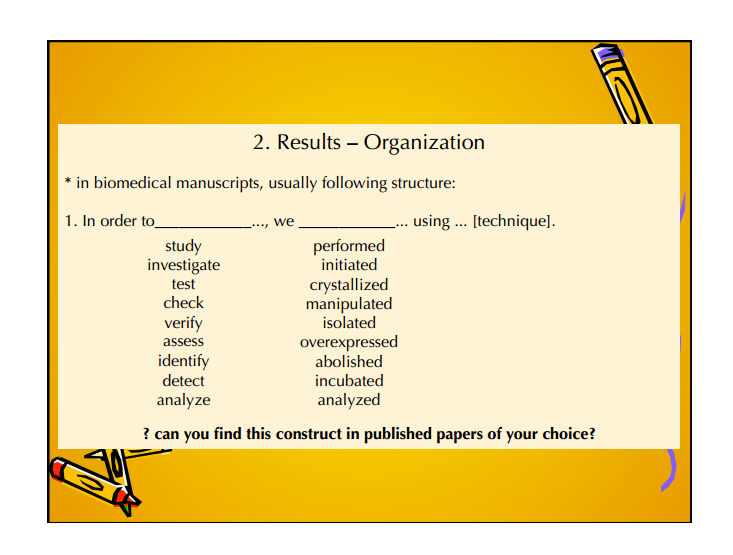 2. Results – Organization
* in biomedical manuscripts, usually following structure:
1. In order to____________..., we ____________... using ... [technique].
study performed
investigate initiated
test crystallized
check manipulated
verify isolated
assess overexpressed
identify abolished
detect incubated
analyze analyzed
? can you find this construct in published papers of your choice?